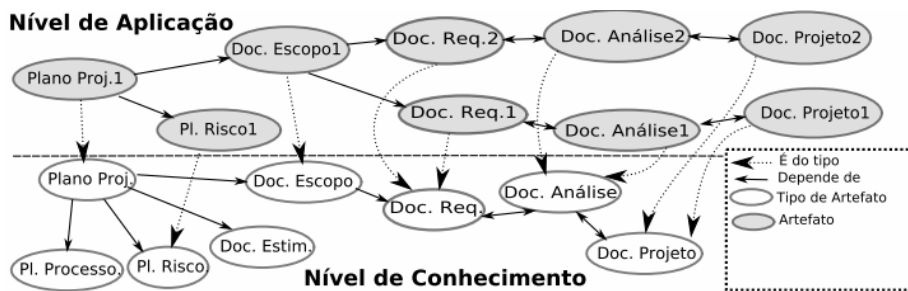 Nível de Aplicação
Doc. Escopo1
Doc. Req.2
Doc. Análise2
Doc. Projeto2
Plano Proj.1
Pl. Risco1
Doc. Req.1
Doc. Análise1
Doc. Projeto1
Plano Proj.
Doc. Escopo
Doc. Req.
Doc. Análise
Doc. Projeto
Pl. Processo.
Pl. Risco.
Doc. Estim.
Nível de Conhecimento
É do tipo
Depende de
Tipo de Artefato
Artefato